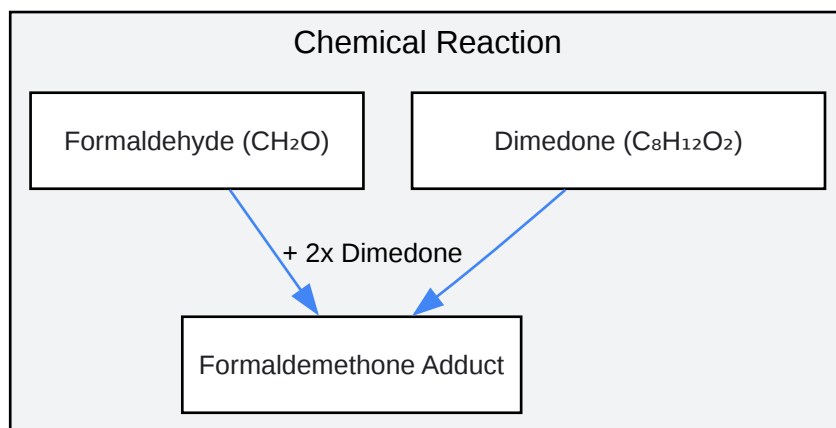 Chemical Reaction
Formaldehyde (CH₂O)
Dimedone (C₈H₁₂O₂)
+ 2x Dimedone
Formaldemethone Adduct